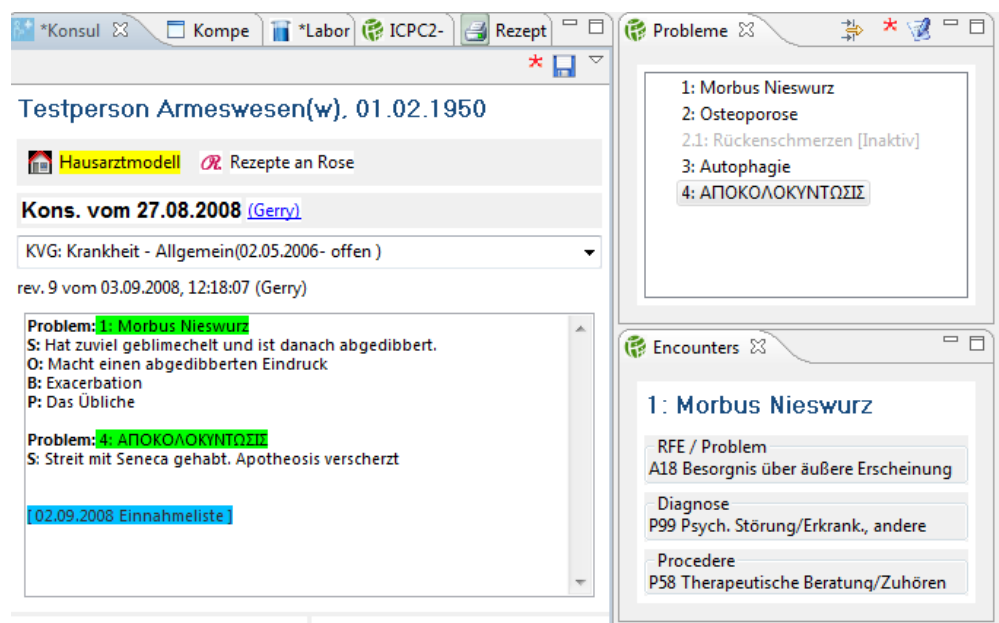 *Konsul
Kompe
*Labor
ICPC2-
Rezept
Testperson Armeswesen(w), 01.02.1950
Hausarztmodell
Rezepte an Rose
Kons. vom 27.08.2008 (Gerry)
KVG: Krankheit - Allgemein(02.05.2006- offen )
rev. 9 vom 03.09.2008, 12:18:07 (Gerry)
Problem: 1: Morbus Nieswurz
S: Hat zuviel geblimechelt und ist danach abgedibbert.
O: Macht einen abgedibberten Eindruck
B: Exacerbation
P: Das Übliche
Problem: 4: ΑΠΟΚΟΛΟΚΥΝΤΩΣΙΣ
S: Streit mit Seneca gehabt. Apotheosis verscherzt
[ 02.09.2008 Einnahmeliste ]
Probleme
1: Morbus Nieswurz
2: Osteoporose
2.1: Rückenschmerzen [Inaktiv]
3: Autophagie
4: ΑΠΟΚΟΛΟΚΥΝΤΩΣΙΣ
Encounters
1: Morbus Nieswurz
RFE / Problem
A18 Besorgnis über äußere Erscheinung
Diagnose
P99 Psych. Störung/Erkrank., andere
Procedere
P58 Therapeutische Beratung/Zuhören